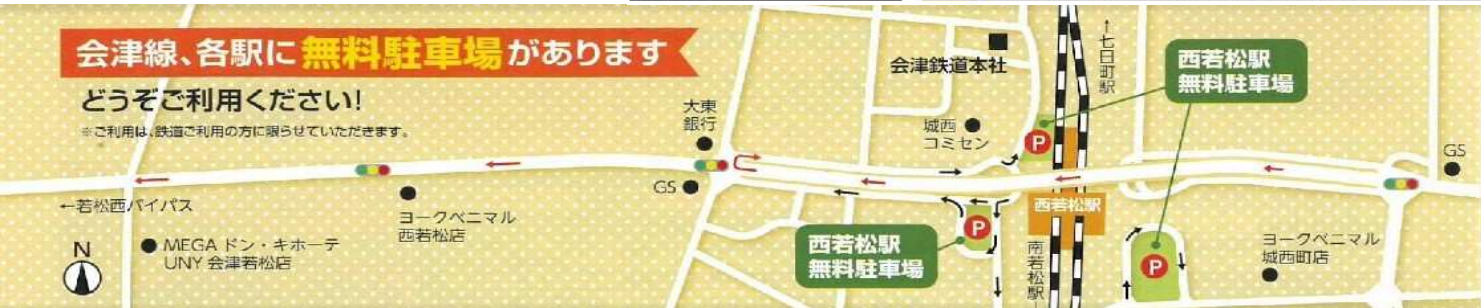 会津線、各駅に無料駐車場があります
どうぞご利用ください!
※ご利用は、鉄道ご利用の方に限らせていただきます。
大東
銀行
会津鉄道本社
↑七日町駅
西若松駅
無料駐車場
城西
コミセン
P
GS
GS
←若松西バイパス
ヨークベニマル
西若松店
N
MEGA ドン・キホーテ
UNY 会津若松店
西若松駅
無料駐車場
P
西若松駅
南若松駅↓
P
ヨークベニマル
城西町店